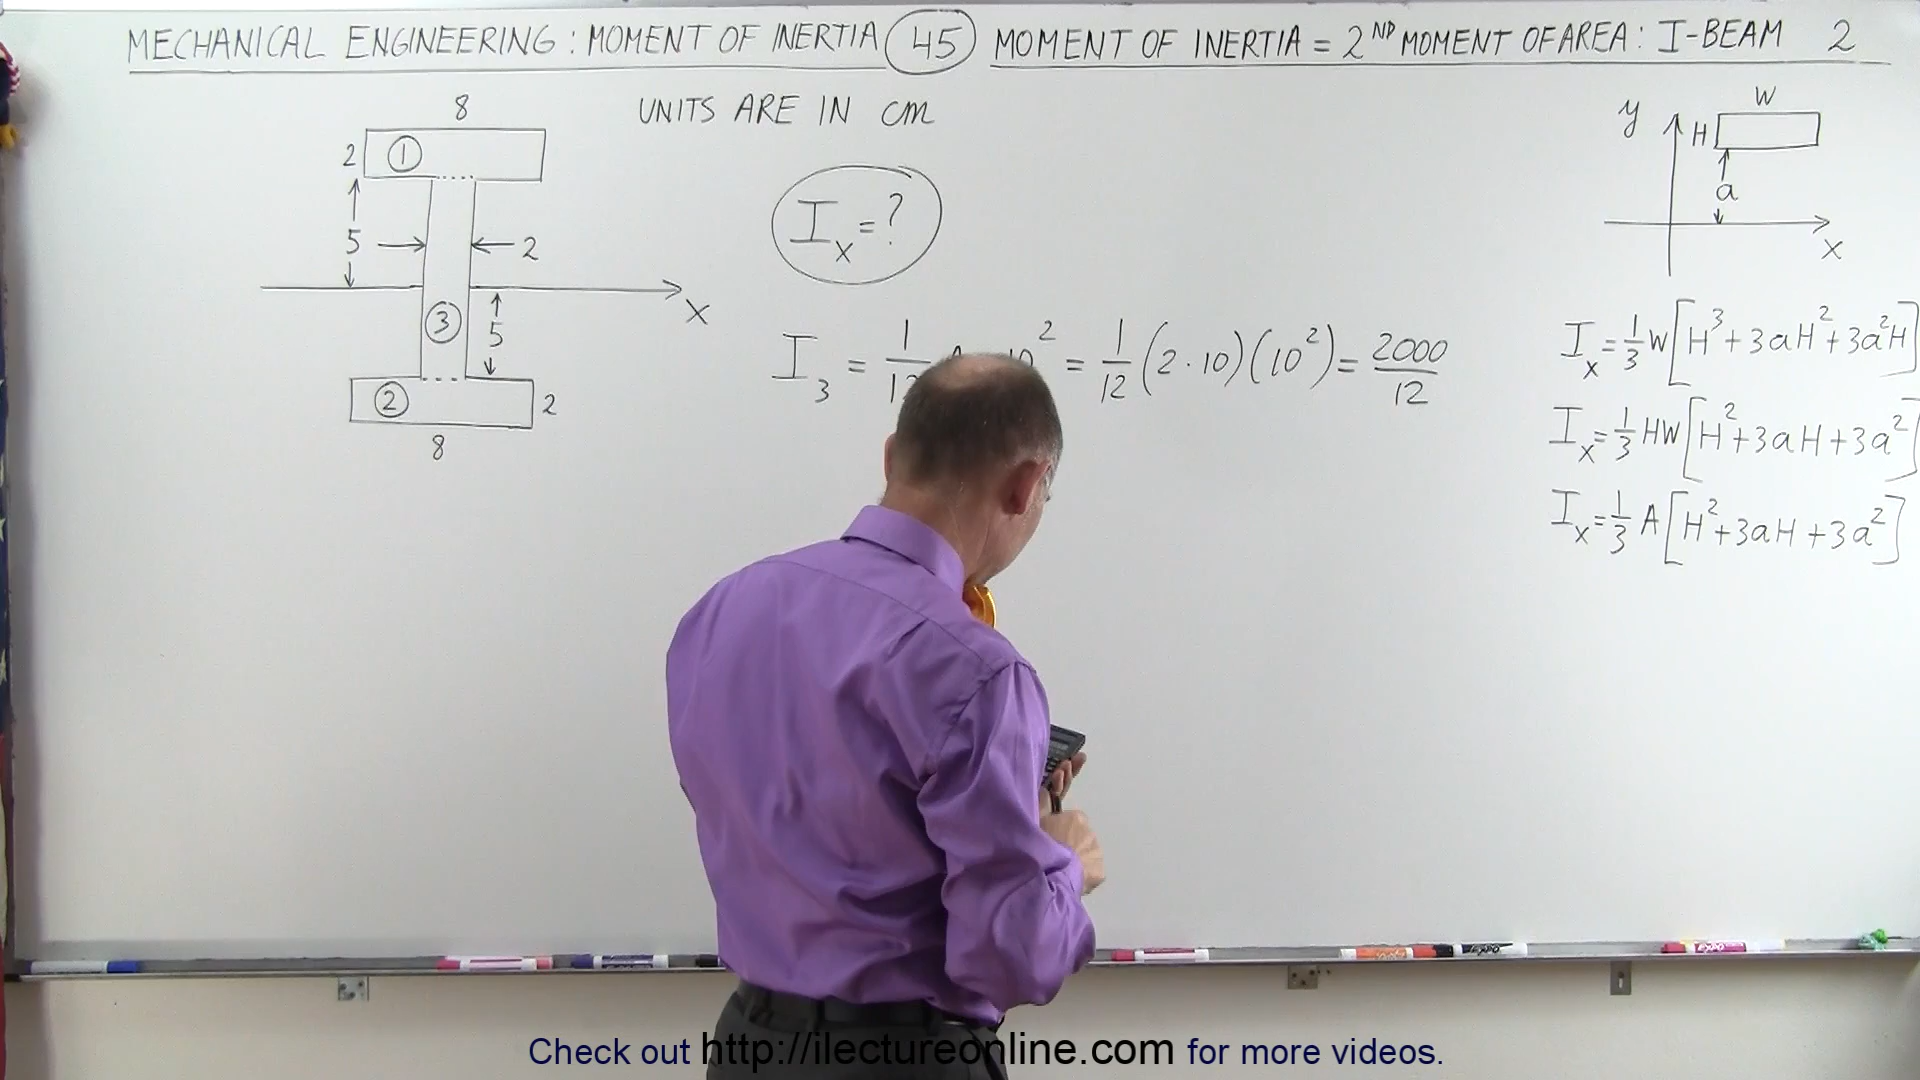 MECHANICAL ENGINEERING: MOMENT OF INERTIA 45 MOMENT OF INERTIA = 2ND MOMENT OF AREA: I-BEAM 2
UNITS ARE IN cm
8
2 1
5 2
x
3
5
2 2
8
Ix = ?
I3 = 1/12 10² = 1/12 (2 · 10)(10²) = 2000/12
y
W
H
a
x
Ix = 1/3 W[H³ + 3aH² + 3a²H]
Ix = 1/3 HW[H² + 3aH + 3a²]
Ix = 1/3 A[H² + 3aH + 3a²]
EXPO
EXPO
Check out http://ilectureonline.com for more videos.